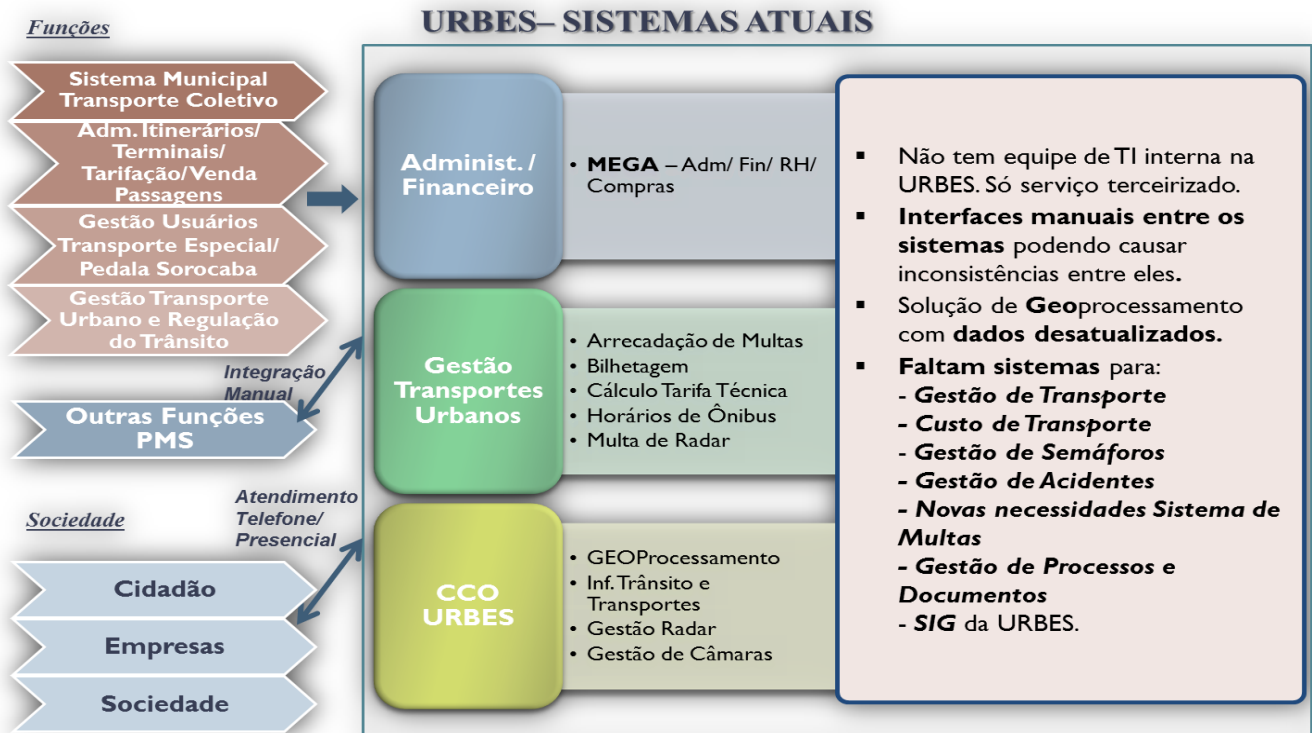 URBES– SISTEMAS ATUAIS
Funções
Sistema Municipal
Transporte Coletivo
Adm. Itinerários/
Terminais/
Tarifação/Venda
Passagens
Gestão Usuários
Transporte Especial/
Pedala Sorocaba
Gestão Transporte
Urbano e Regulação
do Trânsito
Integração
Manual
Outras Funções
PMS
Atendimento
Telefone/
Presencial
Sociedade
Cidadão
Empresas
Sociedade
Administ. /
Financeiro
• MEGA – Adm/ Fin/ RH/
Compras
Gestão
Transportes
Urbanos
• Arrecadação de Multas
• Bilhetagem
• Cálculo Tarifa Técnica
• Horários de Ônibus
• Multa de Radar
CCO
URBES
• GEOProcessamento
• Inf. Trânsito e
Transportes
• Gestão Radar
• Gestão de Câmaras
▪ Não tem equipe de TI interna na
URBES. Só serviço terceirizado.
▪ Interfaces manuais entre os
sistemas podendo causar
inconsistências entre eles.
▪ Solução de Geoprocessamento
com dados desatualizados.
▪ Faltam sistemas para:
- Gestão de Transporte
- Custo de Transporte
- Gestão de Semáforos
- Gestão de Acidentes
- Novas necessidades Sistema de
Multas
- Gestão de Processos e
Documentos
- SIG da URBES.